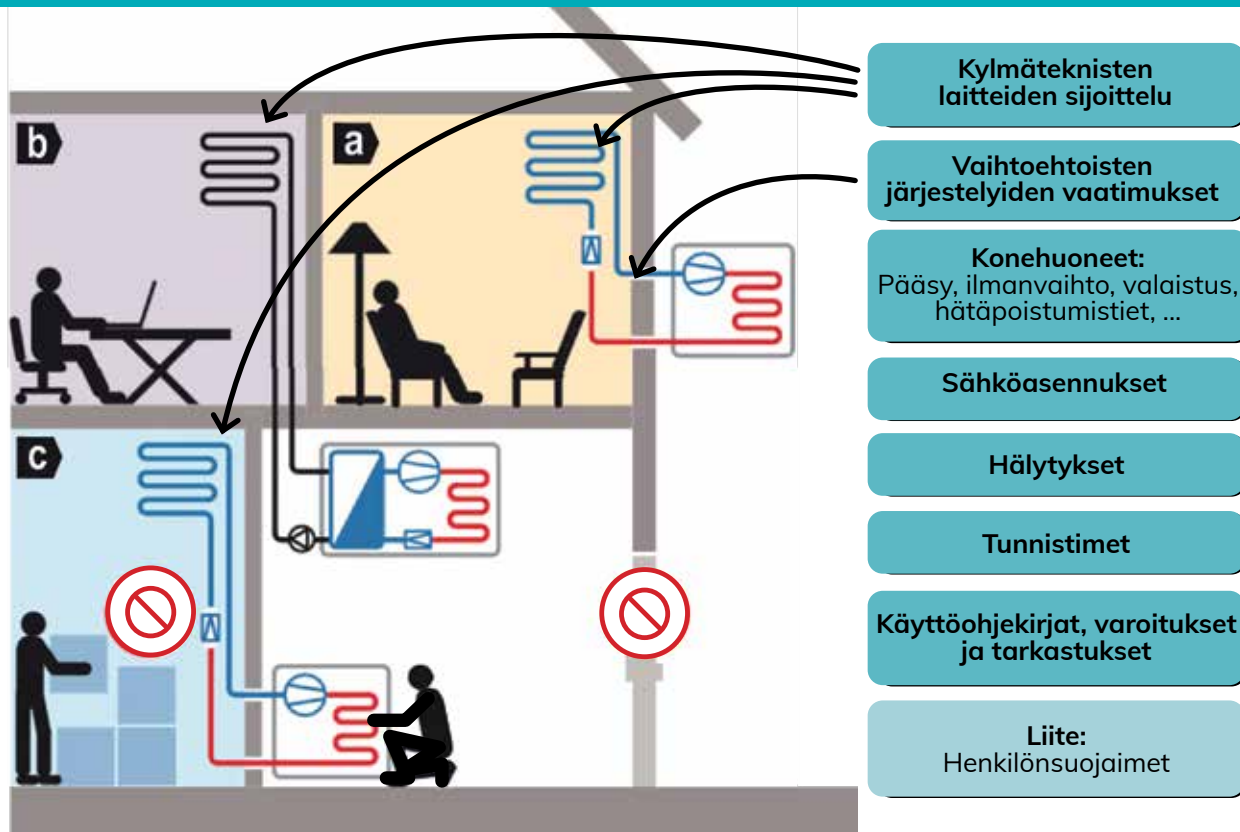 b
a
c
Kylmäteknisten
laitteiden sijoittelu
Vaihtoehtoisten
järjestelyiden vaatimukset
Konehuoneet:
Pääsy, ilmanvaihto, valaistus,
hätäpoistumistiet, ...
Sähköasennukset
Hälytykset
Tunnistimet
Käyttöohjekirjat, varoitukset
ja tarkastukset
Liite:
Henkilönsuojaimet